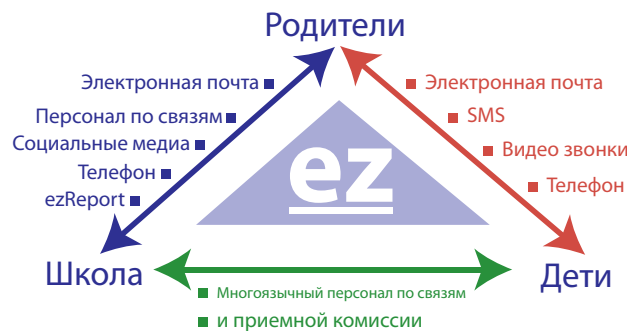 Родители
Электронная почта
Персонал по связям
Социальные медиа
Телефон
ezReport
Электронная почта
SMS
Видео звонки
Телефон
ez
Школа
Дети
Многоязычный персонал по связям
и приемной комиссии